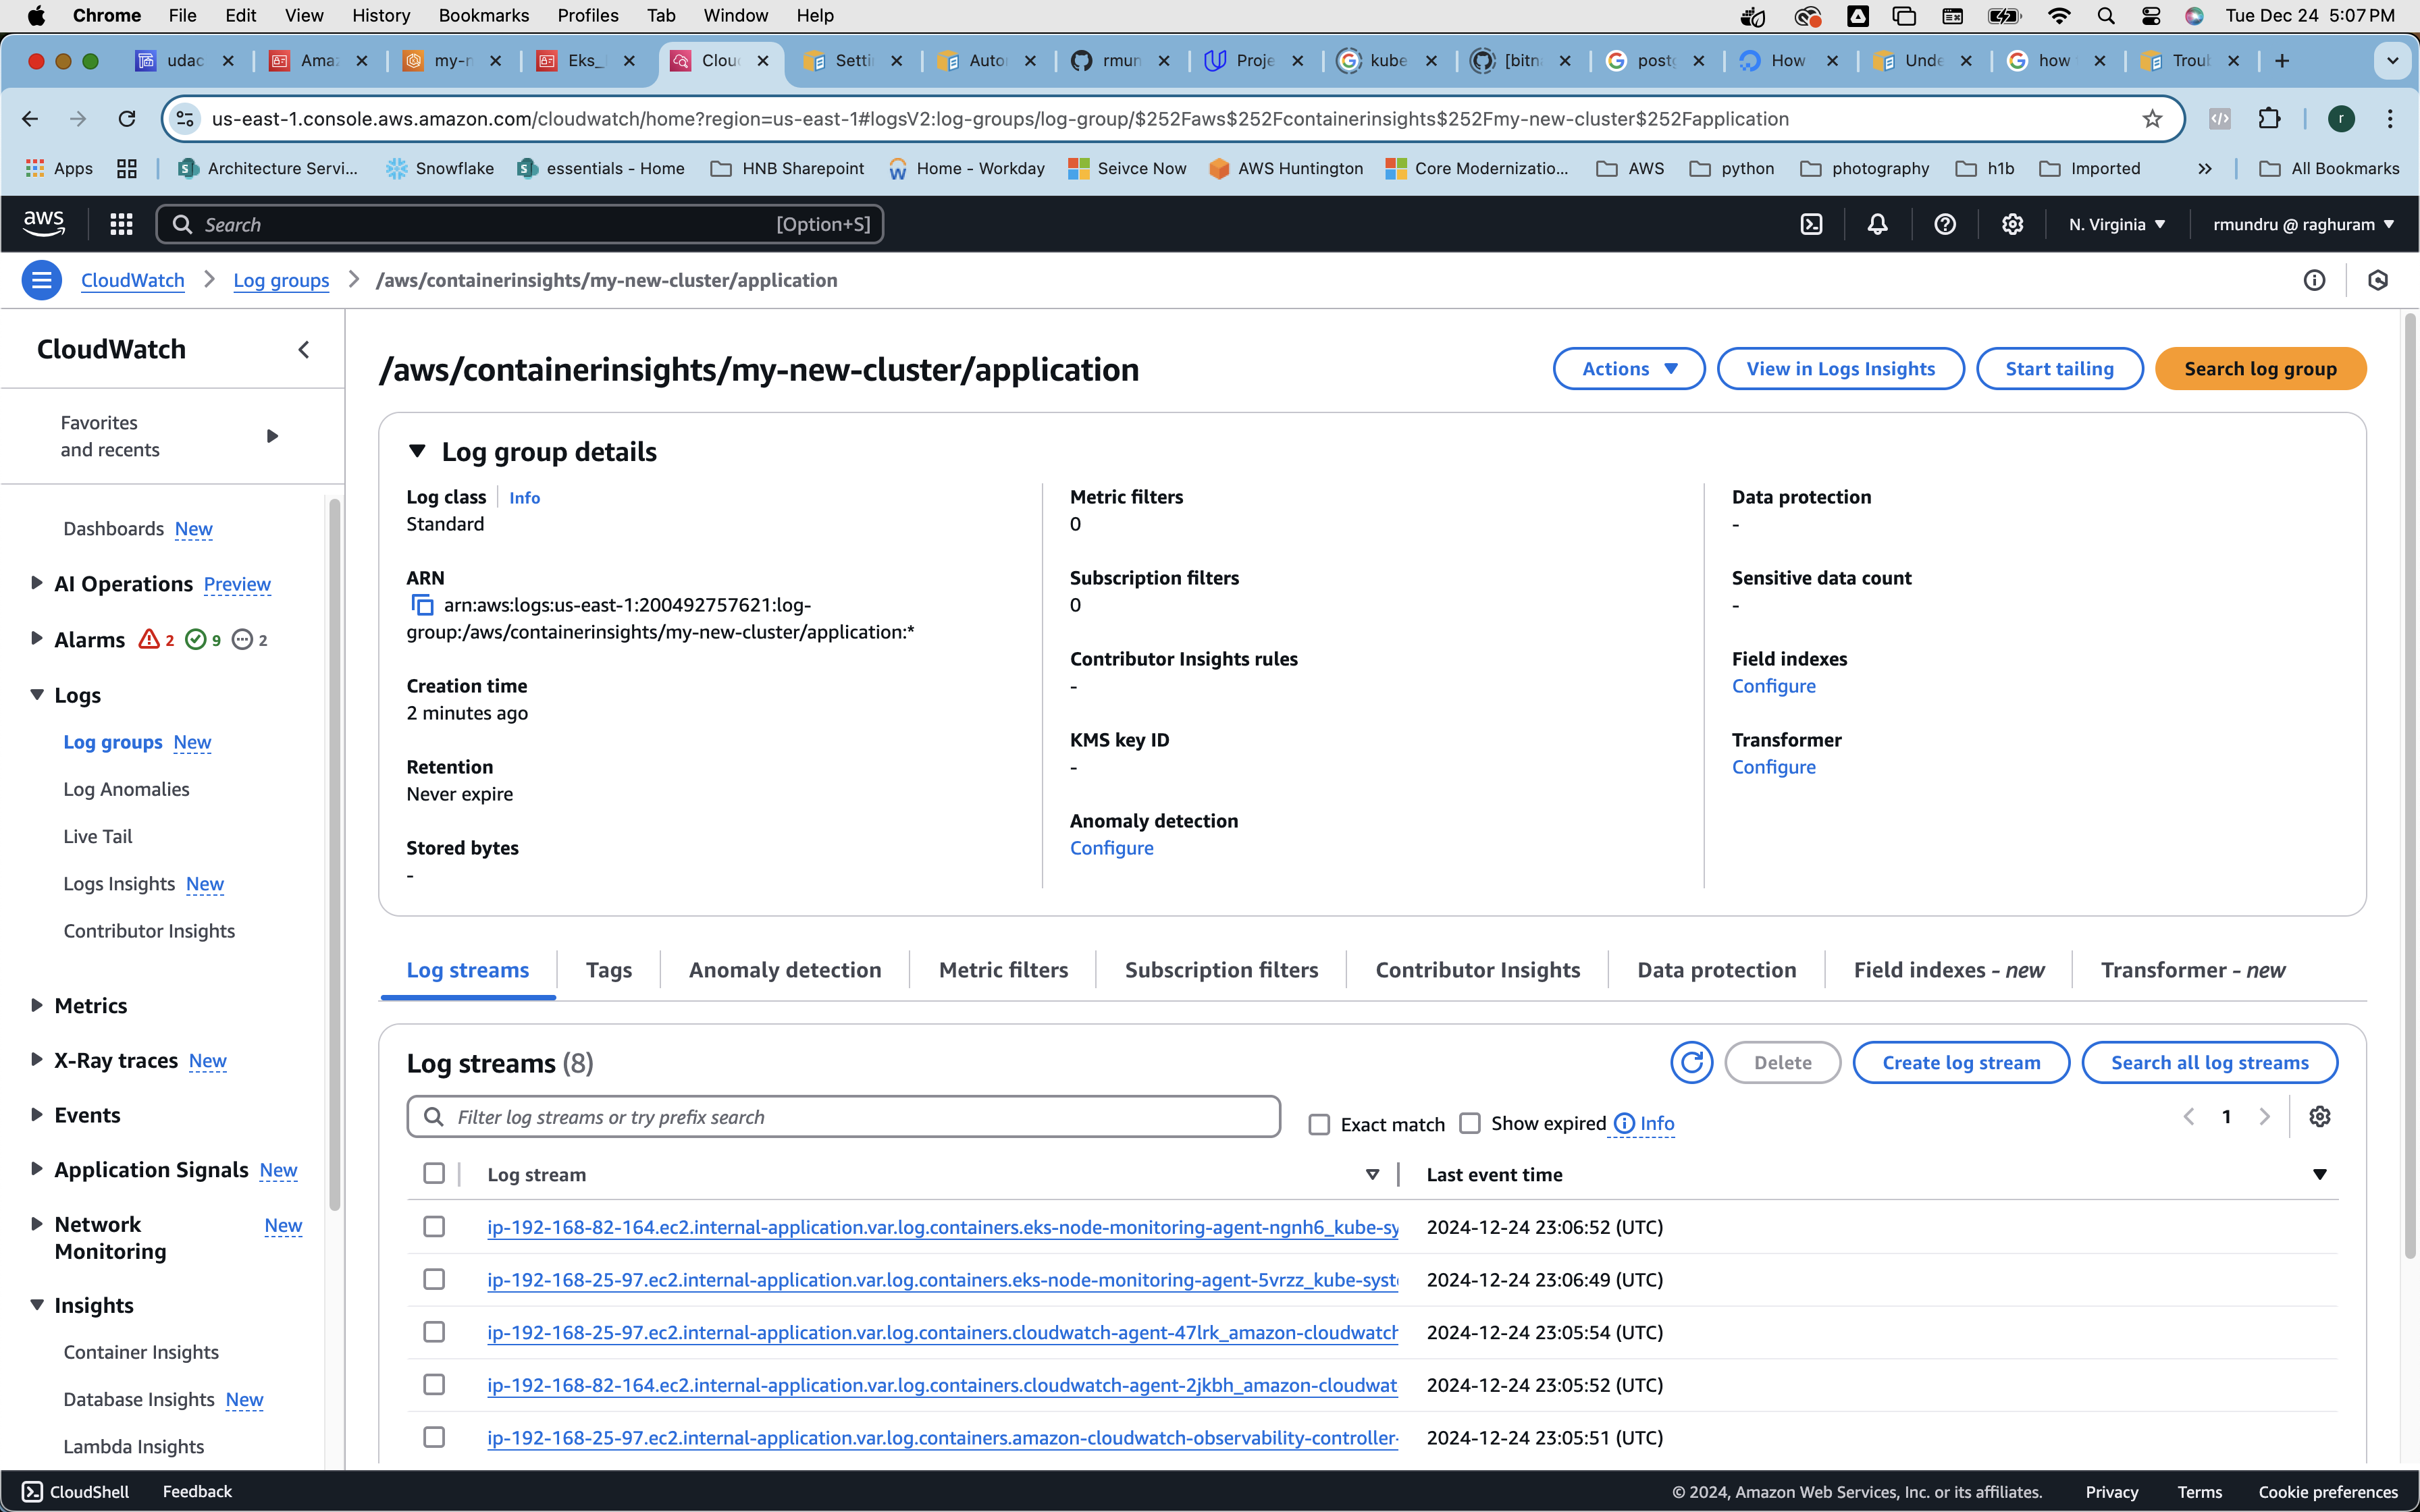 Chrome File Edit View History Bookmarks Profiles Tab Window Help Tue Dec 24 5:07 PM
udac Amaz my-n Eks_ Clou Setti Auto rmun Proje kube [bitn postg How Unde how Trou
us-east-1.console.aws.amazon.com/cloudwatch/home?region=us-east-1#logsV2:log-groups/log-group/$252Faws$252Fcontainerinsights$252Fmy-new-cluster$252Fapplication r
Apps Architecture Servi... Snowflake essentials - Home HNB Sharepoint Home - Workday Seivce Now AWS Huntington Core Modernizatio... AWS python photography h1b Imported >> All Bookmarks
aws Search [Option+S] N. Virginia ▼ rmundru @ raghuram ▼
CloudWatch > Log groups > /aws/containerinsights/my-new-cluster/application
CloudWatch
Favorites
and recents
Dashboards New
AI Operations Preview
Alarms 2 9 2
Logs
Log groups New
Log Anomalies
Live Tail
Logs Insights New
Contributor Insights
Metrics
X-Ray traces New
Events
Application Signals New
Network New
Monitoring
Insights
Container Insights
Database Insights New
Lambda Insights
/aws/containerinsights/my-new-cluster/application
Actions ▼ View in Logs Insights Start tailing Search log group
Log group details
Log class Info
Standard
ARN
arn:aws:logs:us-east-1:200492757621:log-
group:/aws/containerinsights/my-new-cluster/application:*
Creation time
2 minutes ago
Retention
Never expire
Stored bytes
-
Metric filters
0
Subscription filters
0
Contributor Insights rules
-
KMS key ID
-
Anomaly detection
Configure
Data protection
-
Sensitive data count
-
Field indexes
Configure
Transformer
Configure
Log streams Tags Anomaly detection Metric filters Subscription filters Contributor Insights Data protection Field indexes - new Transformer - new
Log streams (8)
Delete Create log stream Search all log streams
Filter log streams or try prefix search Exact match Show expired Info 1
Log stream Last event time
ip-192-168-82-164.ec2.internal-application.var.log.containers.eks-node-monitoring-agent-ngnh6_kube-sy 2024-12-24 23:06:52 (UTC)
ip-192-168-25-97.ec2.internal-application.var.log.containers.eks-node-monitoring-agent-5vrzz_kube-syst 2024-12-24 23:06:49 (UTC)
ip-192-168-25-97.ec2.internal-application.var.log.containers.cloudwatch-agent-47lrk_amazon-cloudwatch 2024-12-24 23:05:54 (UTC)
ip-192-168-82-164.ec2.internal-application.var.log.containers.cloudwatch-agent-2jkbh_amazon-cloudwat 2024-12-24 23:05:52 (UTC)
ip-192-168-25-97.ec2.internal-application.var.log.containers.amazon-cloudwatch-observability-controller- 2024-12-24 23:05:51 (UTC)
CloudShell Feedback © 2024, Amazon Web Services, Inc. or its affiliates. Privacy Terms Cookie preferences